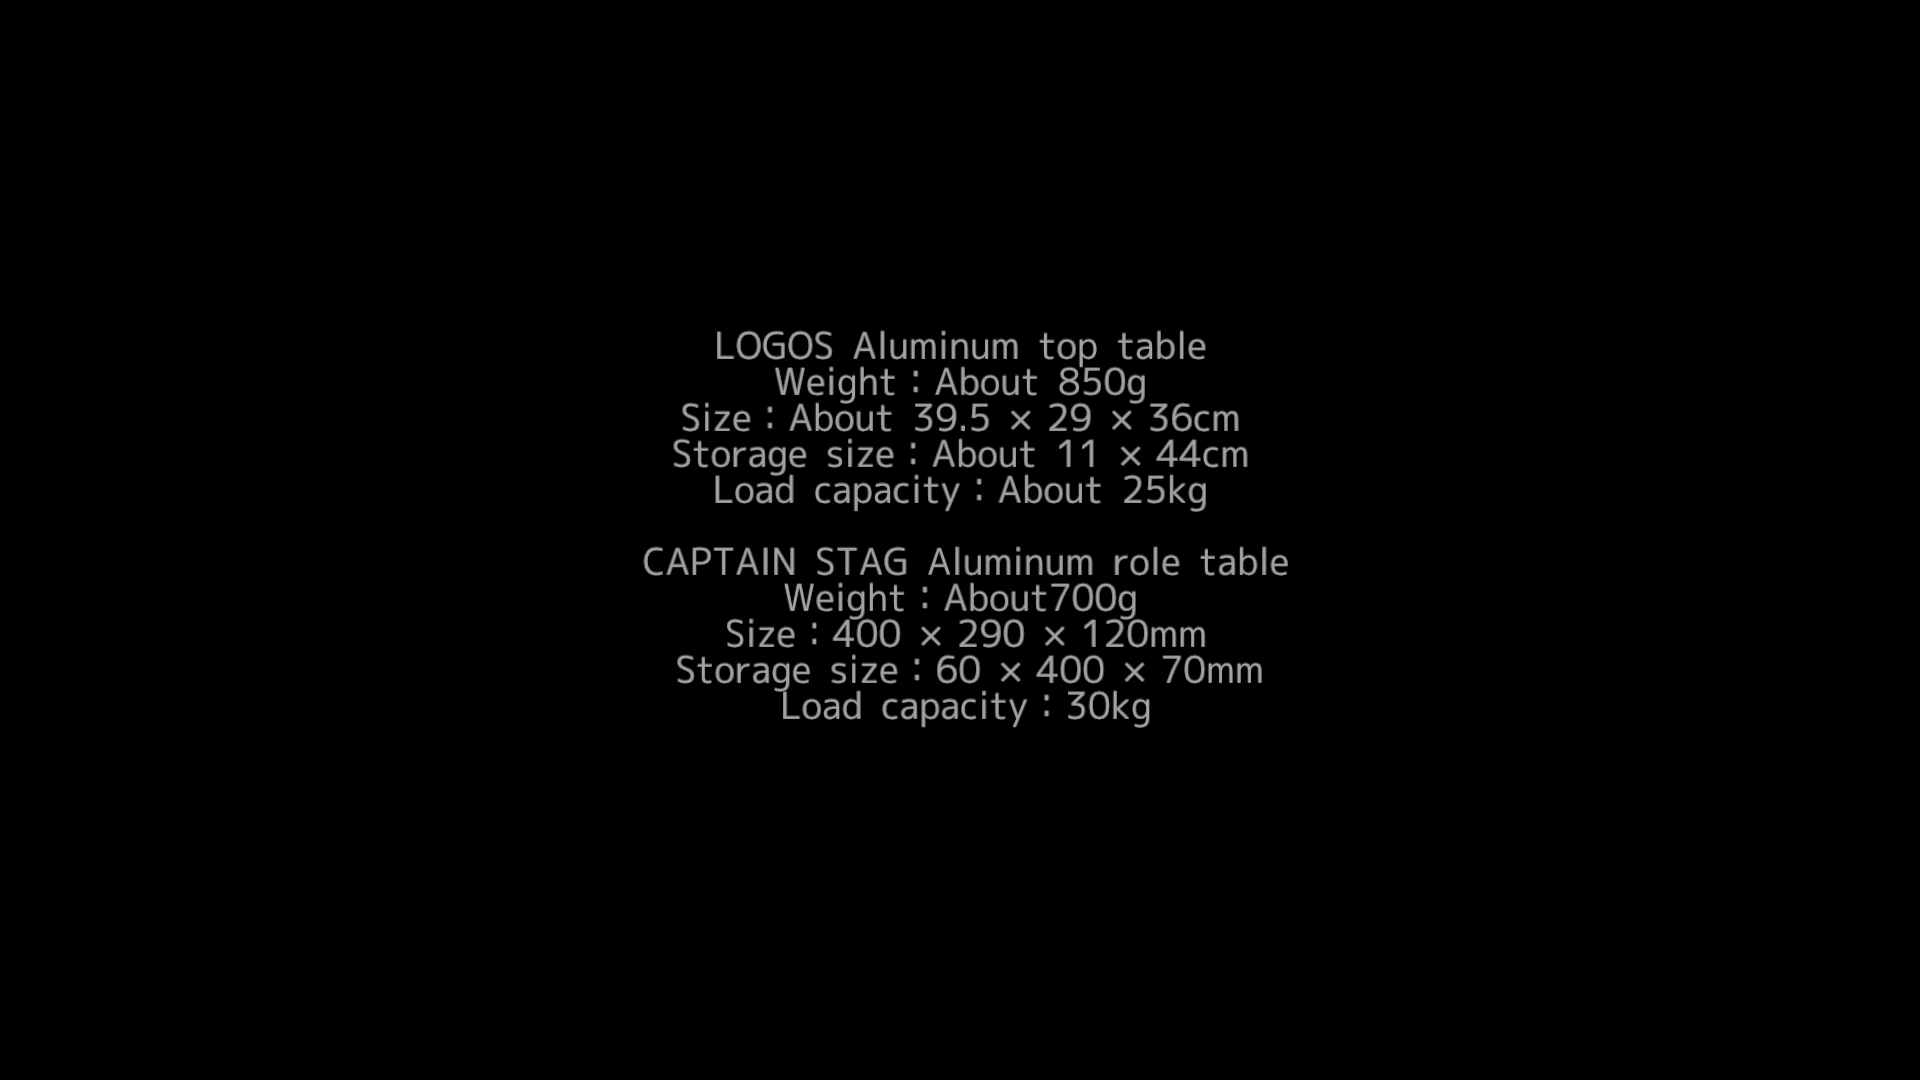 LOGOS Aluminum top table
Weight：About 850g
Size：About 39.5 × 29 × 36cm
Storage size：About 11 × 44cm
Load capacity：About 25kg
CAPTAIN STAG Aluminum role table
Weight：About700g
Size：400 × 290 × 120mm
Storage size：60 × 400 × 70mm
Load capacity：30kg